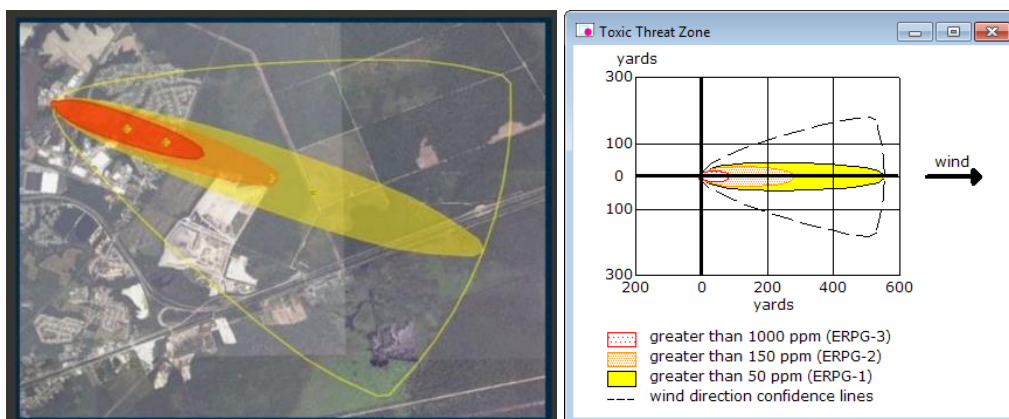 Toxic Threat Zone
yards
300
100
0
100
300
200 0 200 400 600
yards
wind
greater than 1000 ppm (ERPG-3)
greater than 150 ppm (ERPG-2)
greater than 50 ppm (ERPG-1)
wind direction confidence lines